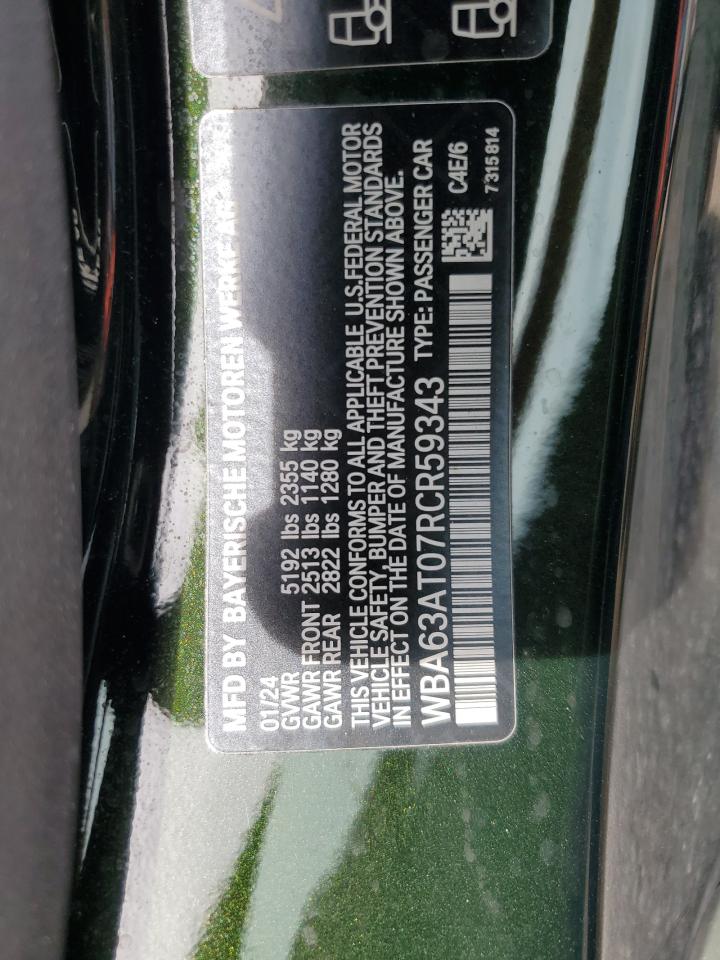 MFD BY BAYERISCHE MOTOREN WERKE AG
01/24
GVWR 5192 lbs 2355 kg
GAWR FRONT 2513 lbs 1140 kg
GAWR REAR 2822 lbs 1280 kg
THIS VEHICLE CONFORMS TO ALL APPLICABLE U.S.FEDERAL MOTOR
VEHICLE SAFETY, BUMPER AND THEFT PREVENTION STANDARDS
IN EFFECT ON THE DATE OF MANUFACTURE SHOWN ABOVE.
WBA63AT07RCR59343 TYPE: PASSENGER CAR
C4E/6
7315814